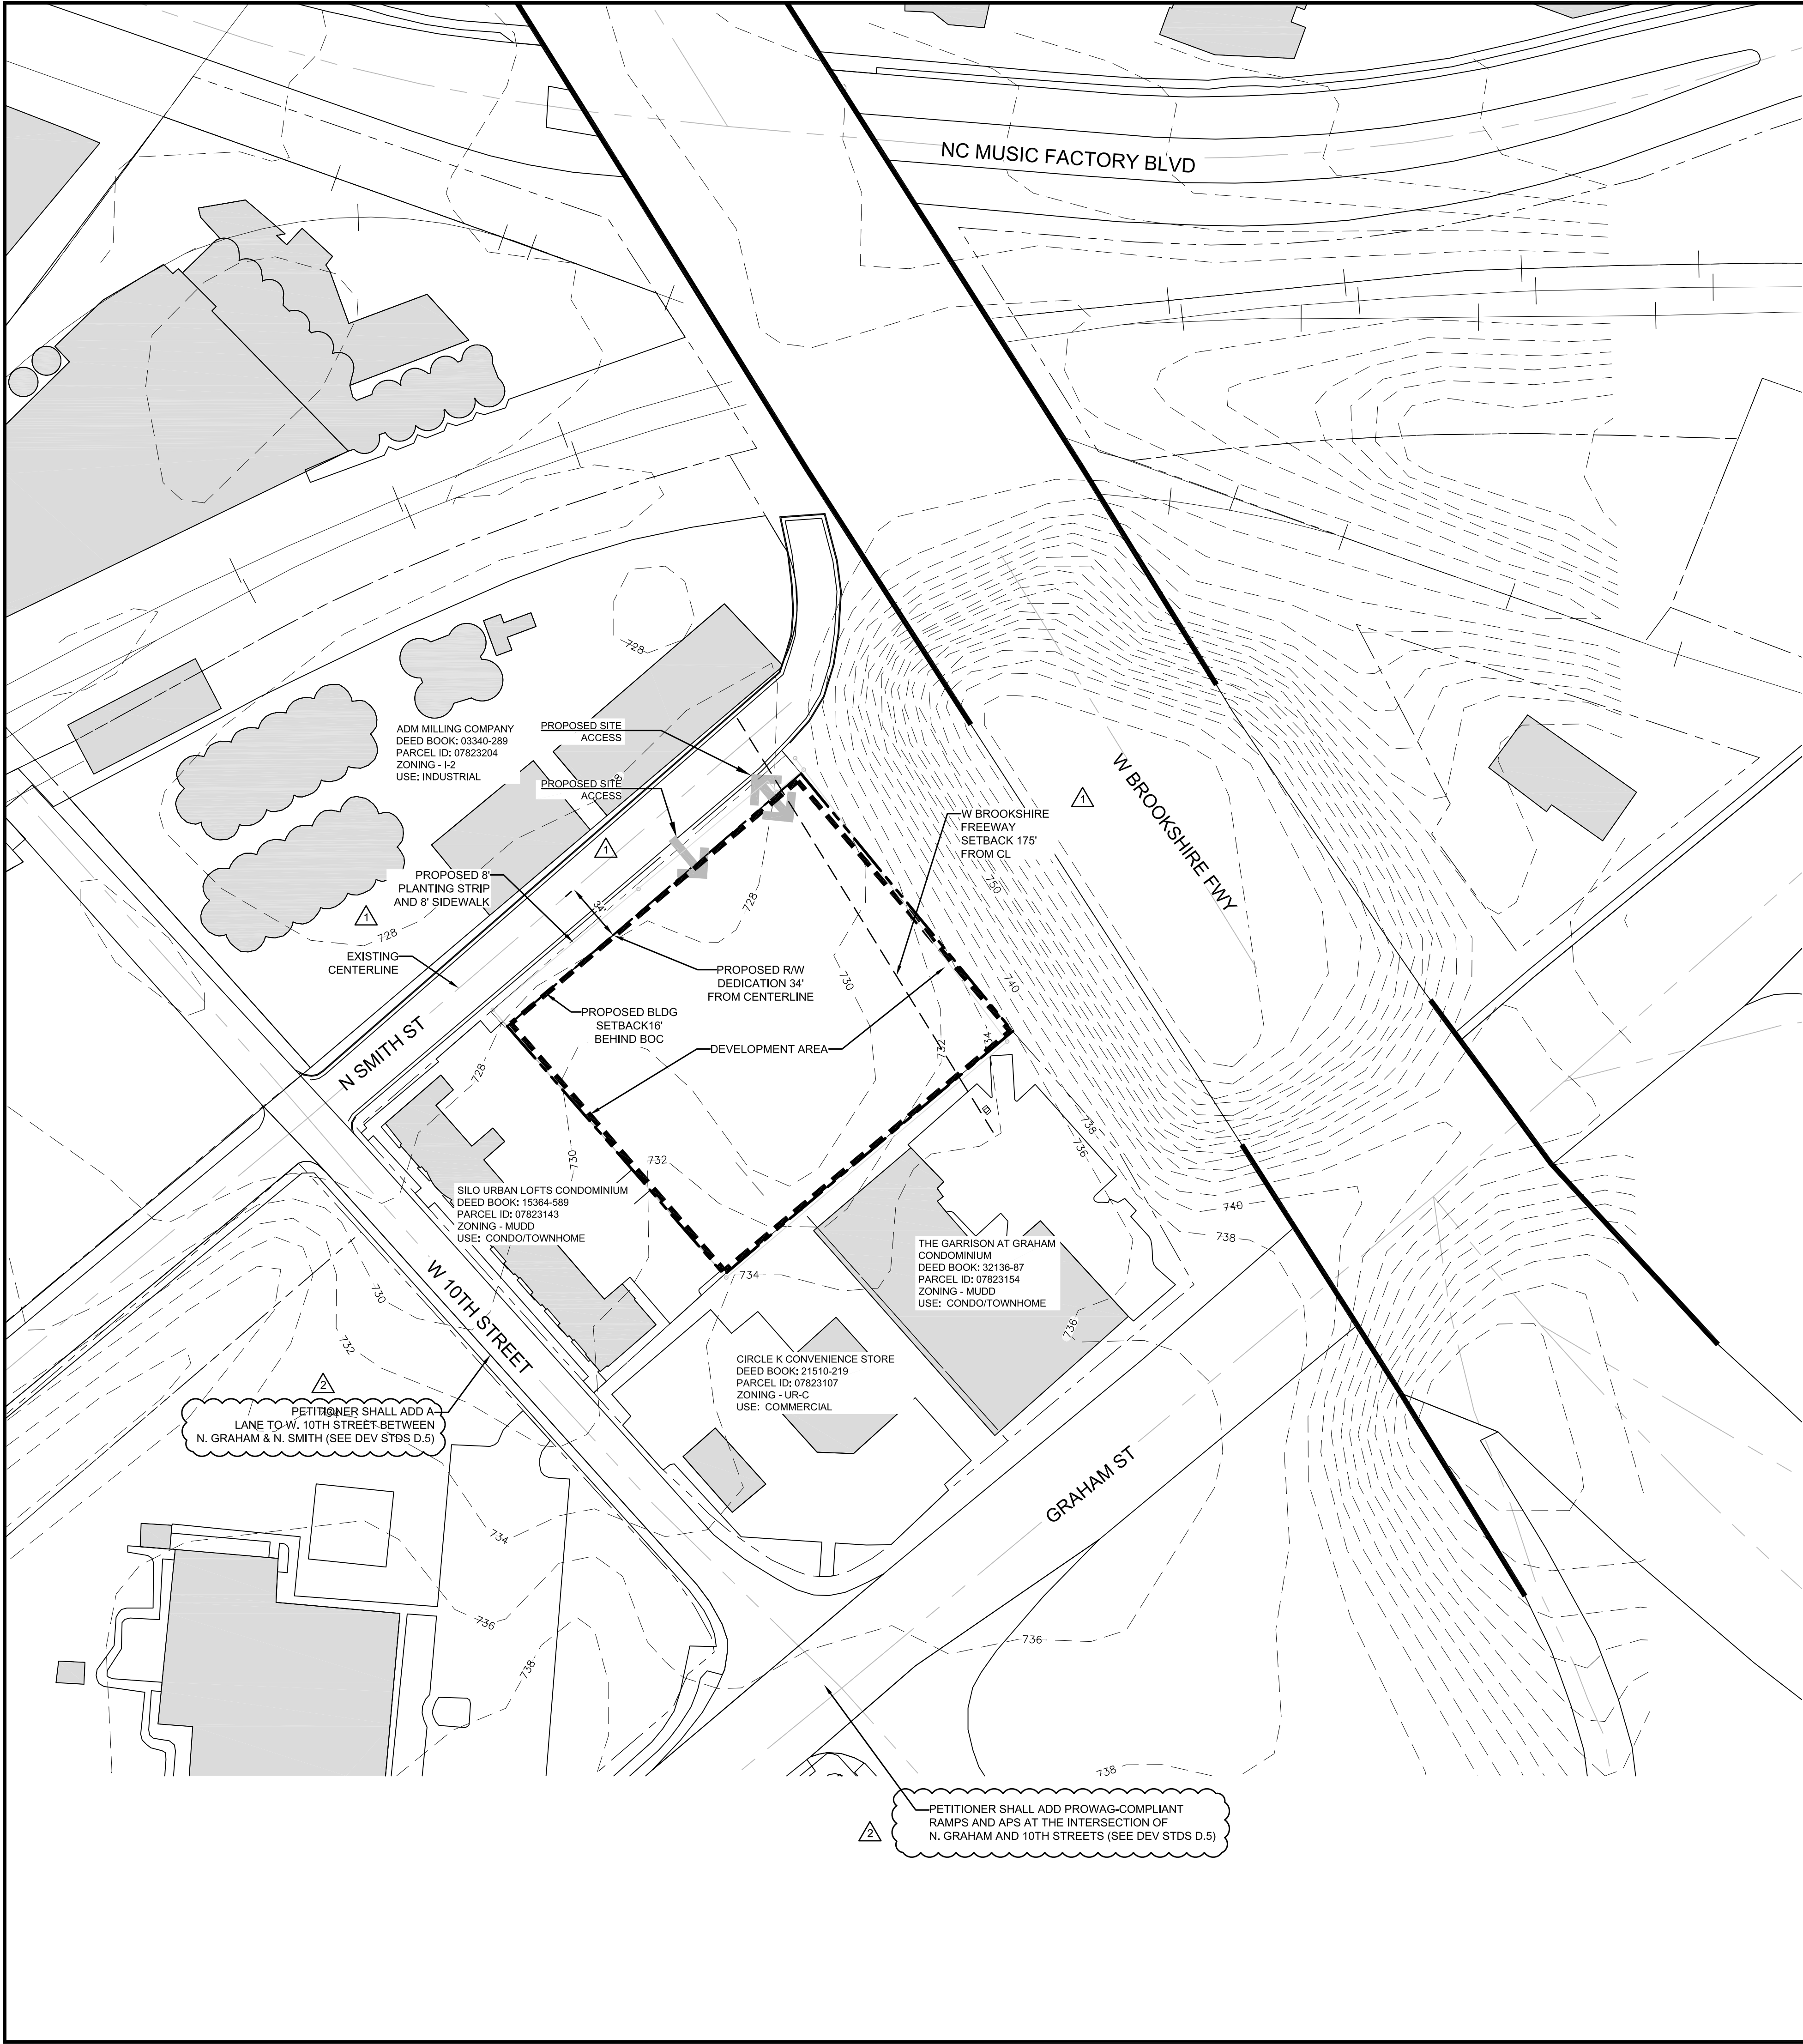 NC MUSIC FACTORY BLVD
728
ADM MILLING COMPANY
DEED BOOK: 03340-289
PARCEL ID: 07823204
ZONING - I-2
USE: INDUSTRIAL
PROPOSED SITE
ACCESS
PROPOSED SITE
ACCESS
W BROOKSHIRE FWY
1
W BROOKSHIRE
FREEWAY
SETBACK 175'
FROM CL
1
PROPOSED 8'
PLANTING STRIP
AND 8' SIDEWALK
1
728
750
728
34'
EXISTING
CENTERLINE
PROPOSED R/W
DEDICATION 34'
FROM CENTERLINE
730
740
PROPOSED BLDG
SETBACK16'
BEHIND BOC
DEVELOPMENT AREA
732
734
N SMITH ST
728
738
736
730
732
SILO URBAN LOFTS CONDOMINIUM
DEED BOOK: 15364-589
PARCEL ID: 07823143
ZONING - MUDD
USE: CONDO/TOWNHOME
740
738
THE GARRISON AT GRAHAM
CONDOMINIUM
DEED BOOK: 32136-87
PARCEL ID: 07823154
ZONING - MUDD
USE: CONDO/TOWNHOME
734
730
W 10TH STREET
732
736
CIRCLE K CONVENIENCE STORE
DEED BOOK: 21510-219
PARCEL ID: 07823107
ZONING - UR-C
USE: COMMERCIAL
2
PETITIONER SHALL ADD A
LANE TO W. 10TH STREET BETWEEN
N. GRAHAM & N. SMITH (SEE DEV STDS D.5)
GRAHAM ST
734
736
738
736
738
2
PETITIONER SHALL ADD PROWAG-COMPLIANT
RAMPS AND APS AT THE INTERSECTION OF
N. GRAHAM AND 10TH STREETS (SEE DEV STDS D.5)